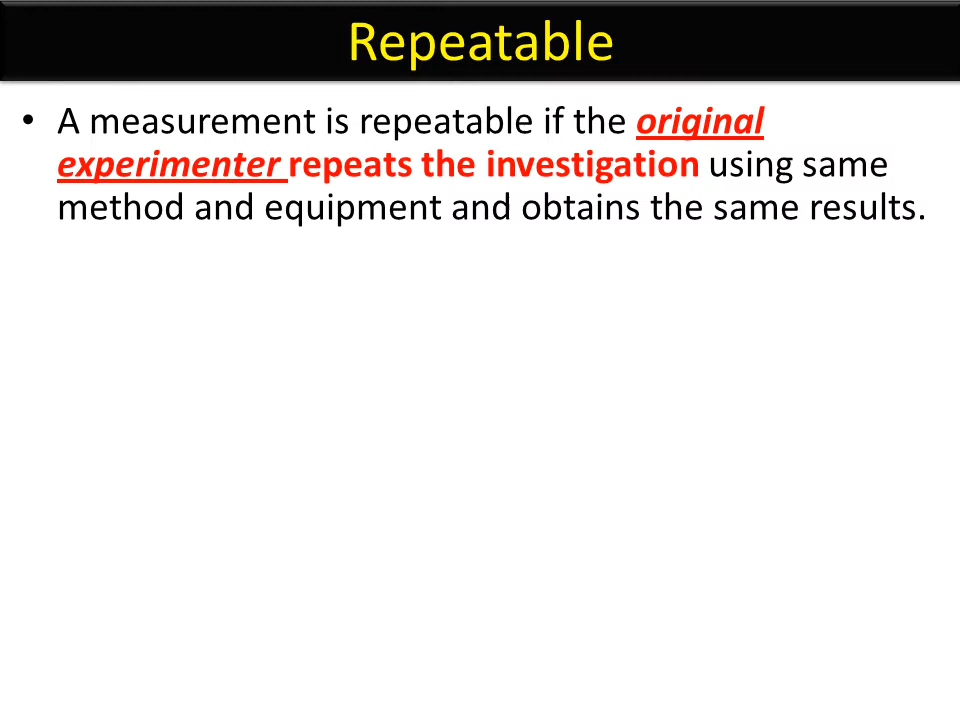 Repeatable
• A measurement is repeatable if the original
experimenter repeats the investigation using same
method and equipment and obtains the same results.